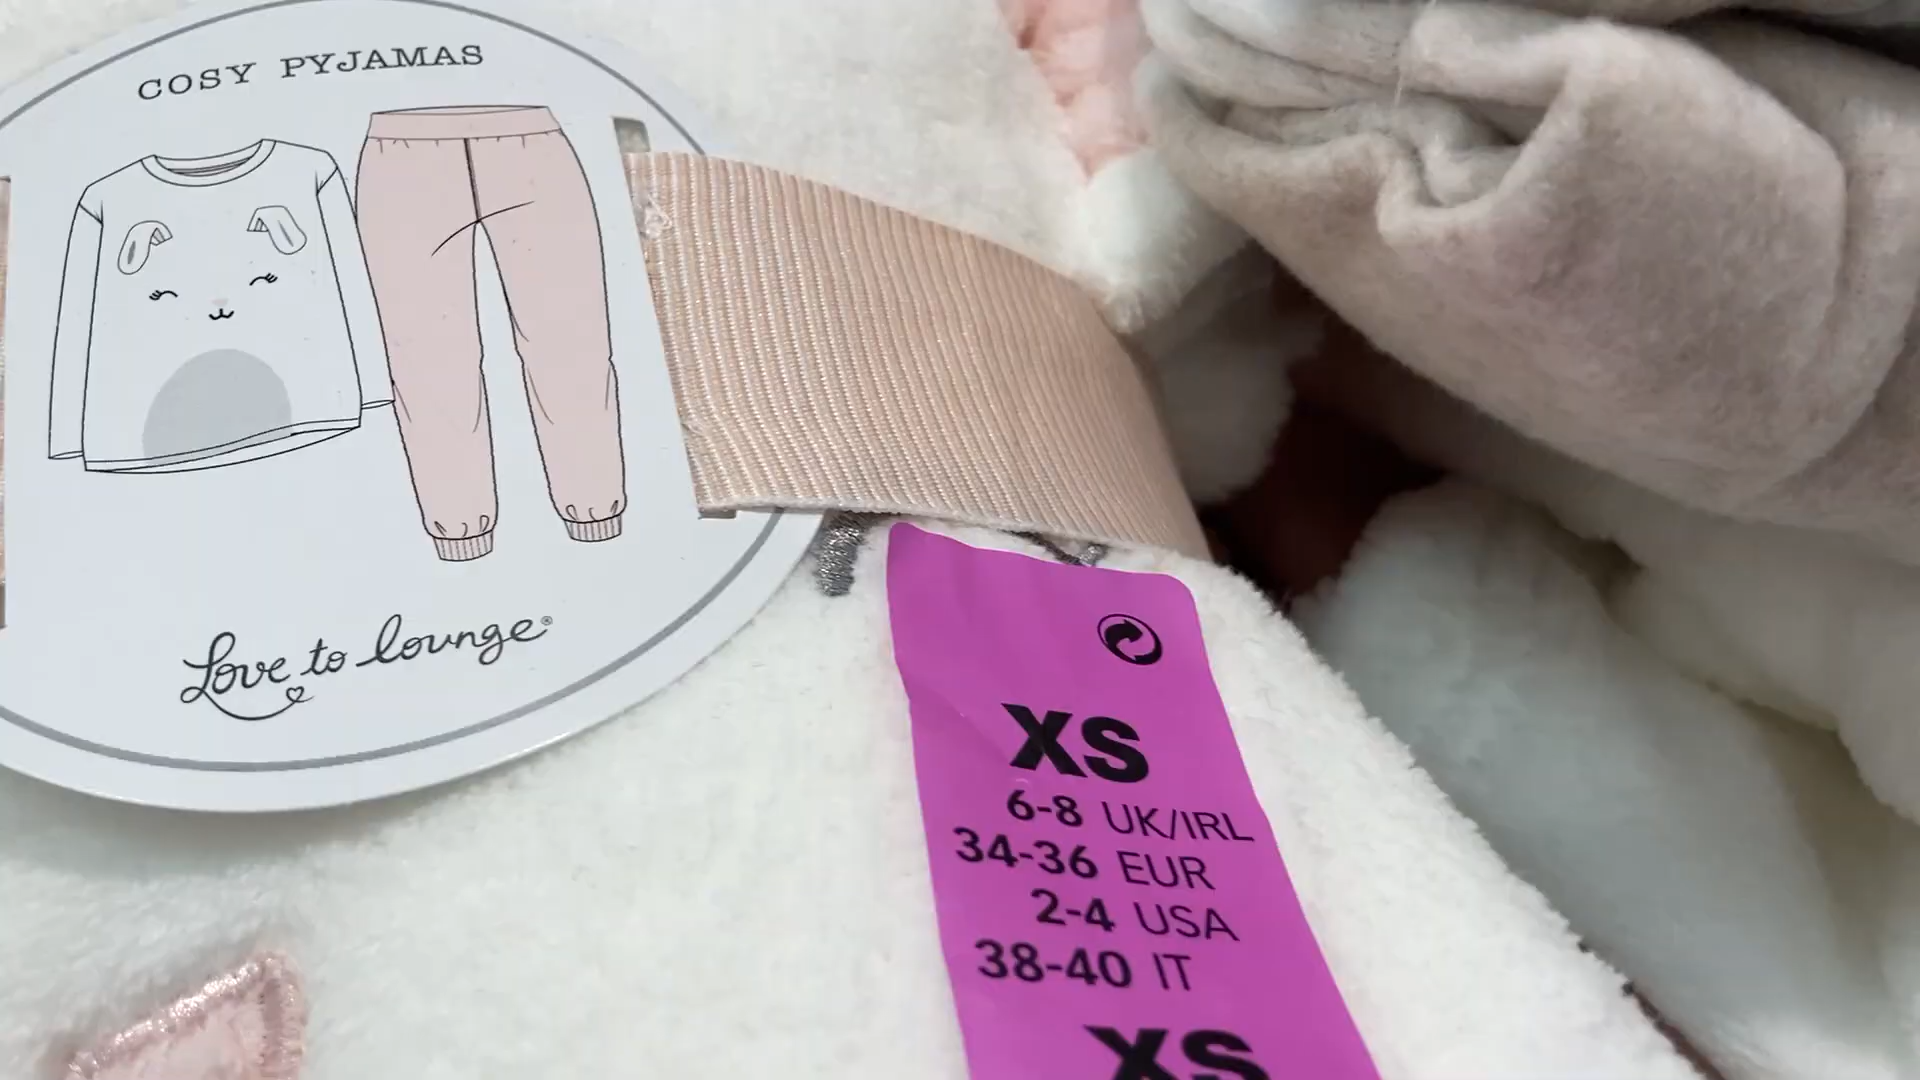 COSY PYJAMAS
Love to lounge®
XS
6-8 UK/IRL
34-36 EUR
2-4 USA
38-40 IT
XS